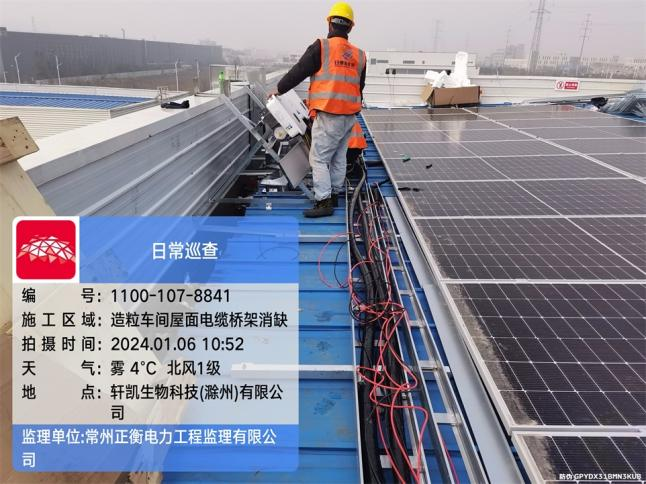 日常巡查
编 号：1100-107-8841
施工区域：造粒车间屋面电缆桥架消缺
拍摄时间：2024.01.06 10:52
天 气：雾 4℃ 北风1级
地 点：轩凯生物科技(滁州)有限公
司
监理单位:常州正衡电力工程监理有限公
司
防伪 GPYDX31BMN3KUB